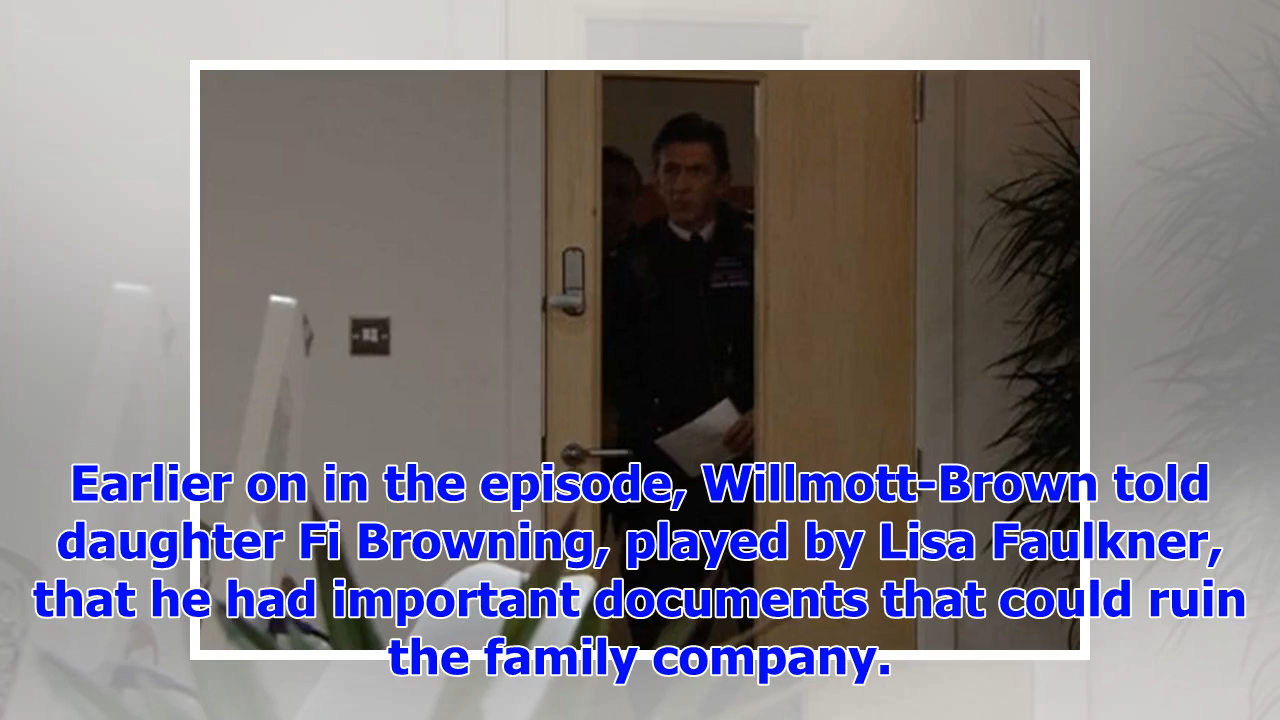 Earlier on in the episode, Willmott-Brown told
daughter Fi Browning, played by Lisa Faulkner,
that he had important documents that could ruin
the family company.